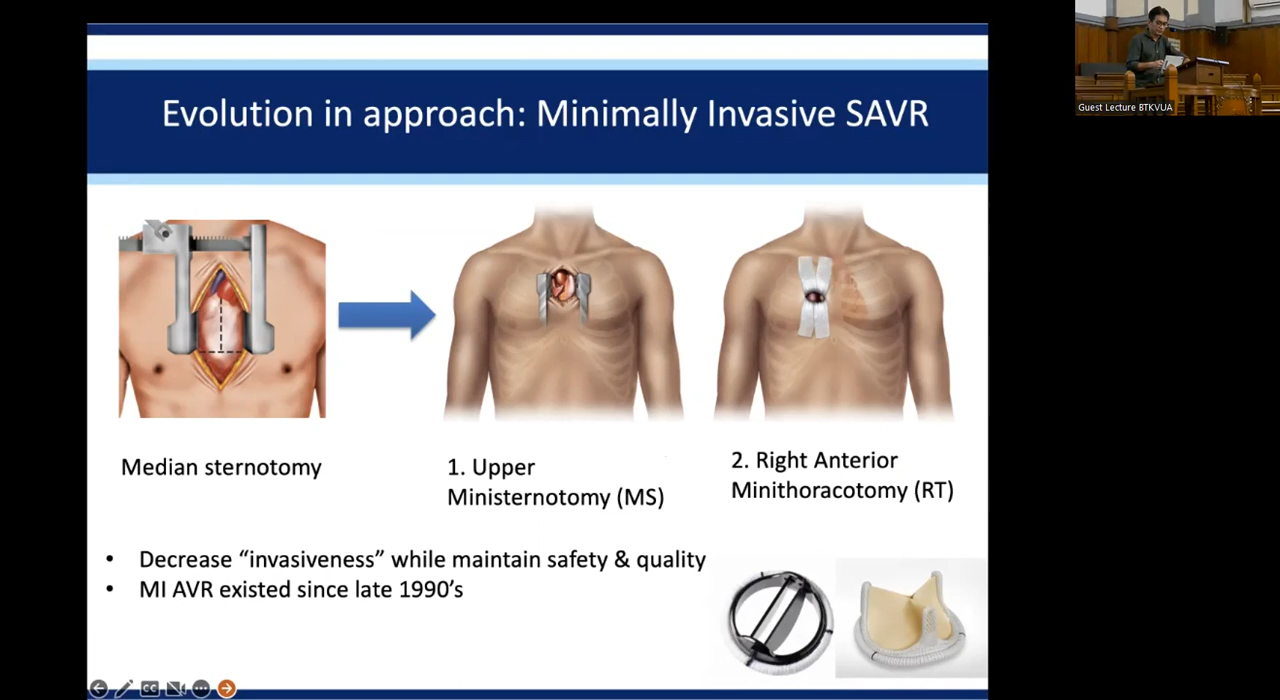 Evolution in approach: Minimally Invasive SAVR
Guest Lecture BTKVUA
Median sternotomy
1. Upper
Ministernotomy (MS)
2. Right Anterior
Minithoracotomy (RT)
• Decrease “invasiveness” while maintain safety & quality
• MI AVR existed since late 1990’s
CC